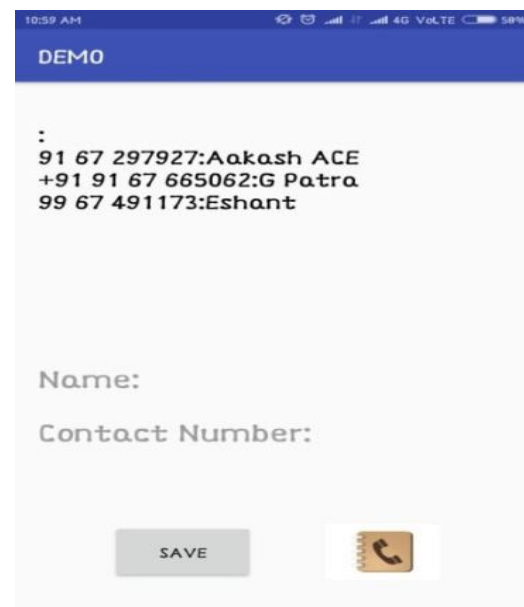 10:59 AM 4G VoLTE 58%
DEMO
:
91 67 297927:Aakash ACE
+91 91 67 665062:G Patra
99 67 491173:Eshant
Name:
Contact Number:
SAVE